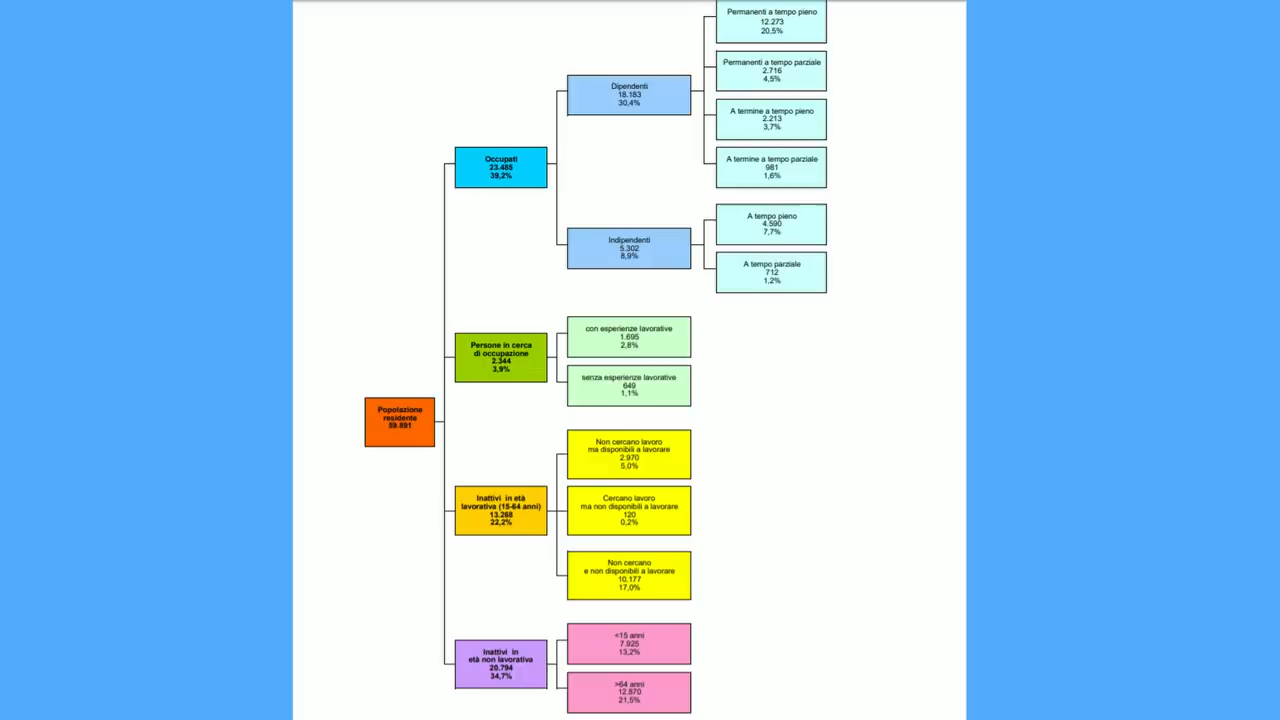 Permanenti a tempo pieno
12.273
20,5%
Permanenti a tempo parziale
2.716
4,5%
Dipendenti
18.183
30,4%
A termine a tempo pieno
2.213
3,7%
A termine a tempo parziale
981
1,6%
Occupati
23.485
39,2%
A tempo pieno
4.590
7,7%
Indipendenti
5.302
8,9%
A tempo parziale
712
1,2%
con esperienze lavorative
1.695
2,8%
Persone in cerca
di occupazione
2.344
3,9%
senza esperienze lavorative
649
1,1%
Popolazione
residente
59.891
Non cercano lavoro
ma disponibili a lavorare
2.970
5,0%
Inattivi in età
lavorativa (15-64 anni)
13.268
22,2%
Cercano lavoro
ma non disponibili a lavorare
120
0,2%
Non cercano
e non disponibili a lavorare
10.177
17,0%
<15 anni
7.925
13,2%
Inattivi in
età non lavorativa
20.794
34,7%
>64 anni
12.870
21,5%